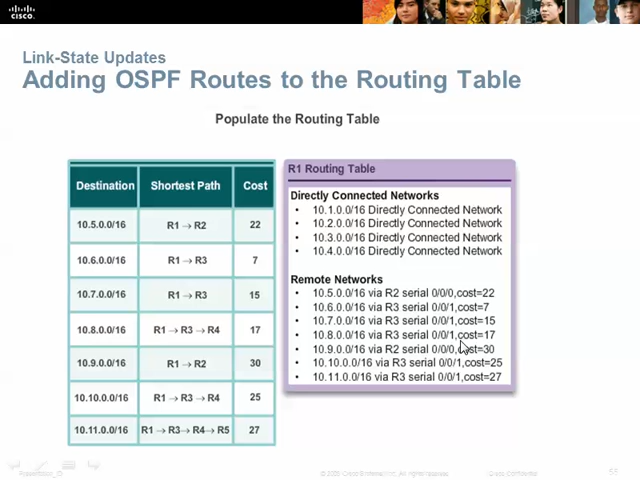 CISCO
Link-State Updates
Adding OSPF Routes to the Routing Table
Populate the Routing Table
Destination Shortest Path Cost
10.5.0.0/16 R1 → R2 22
10.6.0.0/16 R1 → R3 7
10.7.0.0/16 R1 → R3 15
10.8.0.0/16 R1 → R3 → R4 17
10.9.0.0/16 R1 → R2 30
10.10.0.0/16 R1 → R3 → R4 25
10.11.0.0/16 R1 → R3 → R4 → R5 27
R1 Routing Table
Directly Connected Networks
• 10.1.0.0/16 Directly Connected Network
• 10.2.0.0/16 Directly Connected Network
• 10.3.0.0/16 Directly Connected Network
• 10.4.0.0/16 Directly Connected Network
Remote Networks
• 10.5.0.0/16 via R2 serial 0/0/0,cost=22
• 10.6.0.0/16 via R3 serial 0/0/1,cost=7
• 10.7.0.0/16 via R3 serial 0/0/1,cost=15
• 10.8.0.0/16 via R3 serial 0/0/1,cost=17
• 10.9.0.0/16 via R2 serial 0/0/0,cost=30
• 10.10.0.0/16 via R3 serial 0/0/1,cost=25
• 10.11.0.0/16 via R3 serial 0/0/1,cost=27
Presentation_ID © 2008 Cisco Systems, Inc. All rights reserved. Cisco Confidential